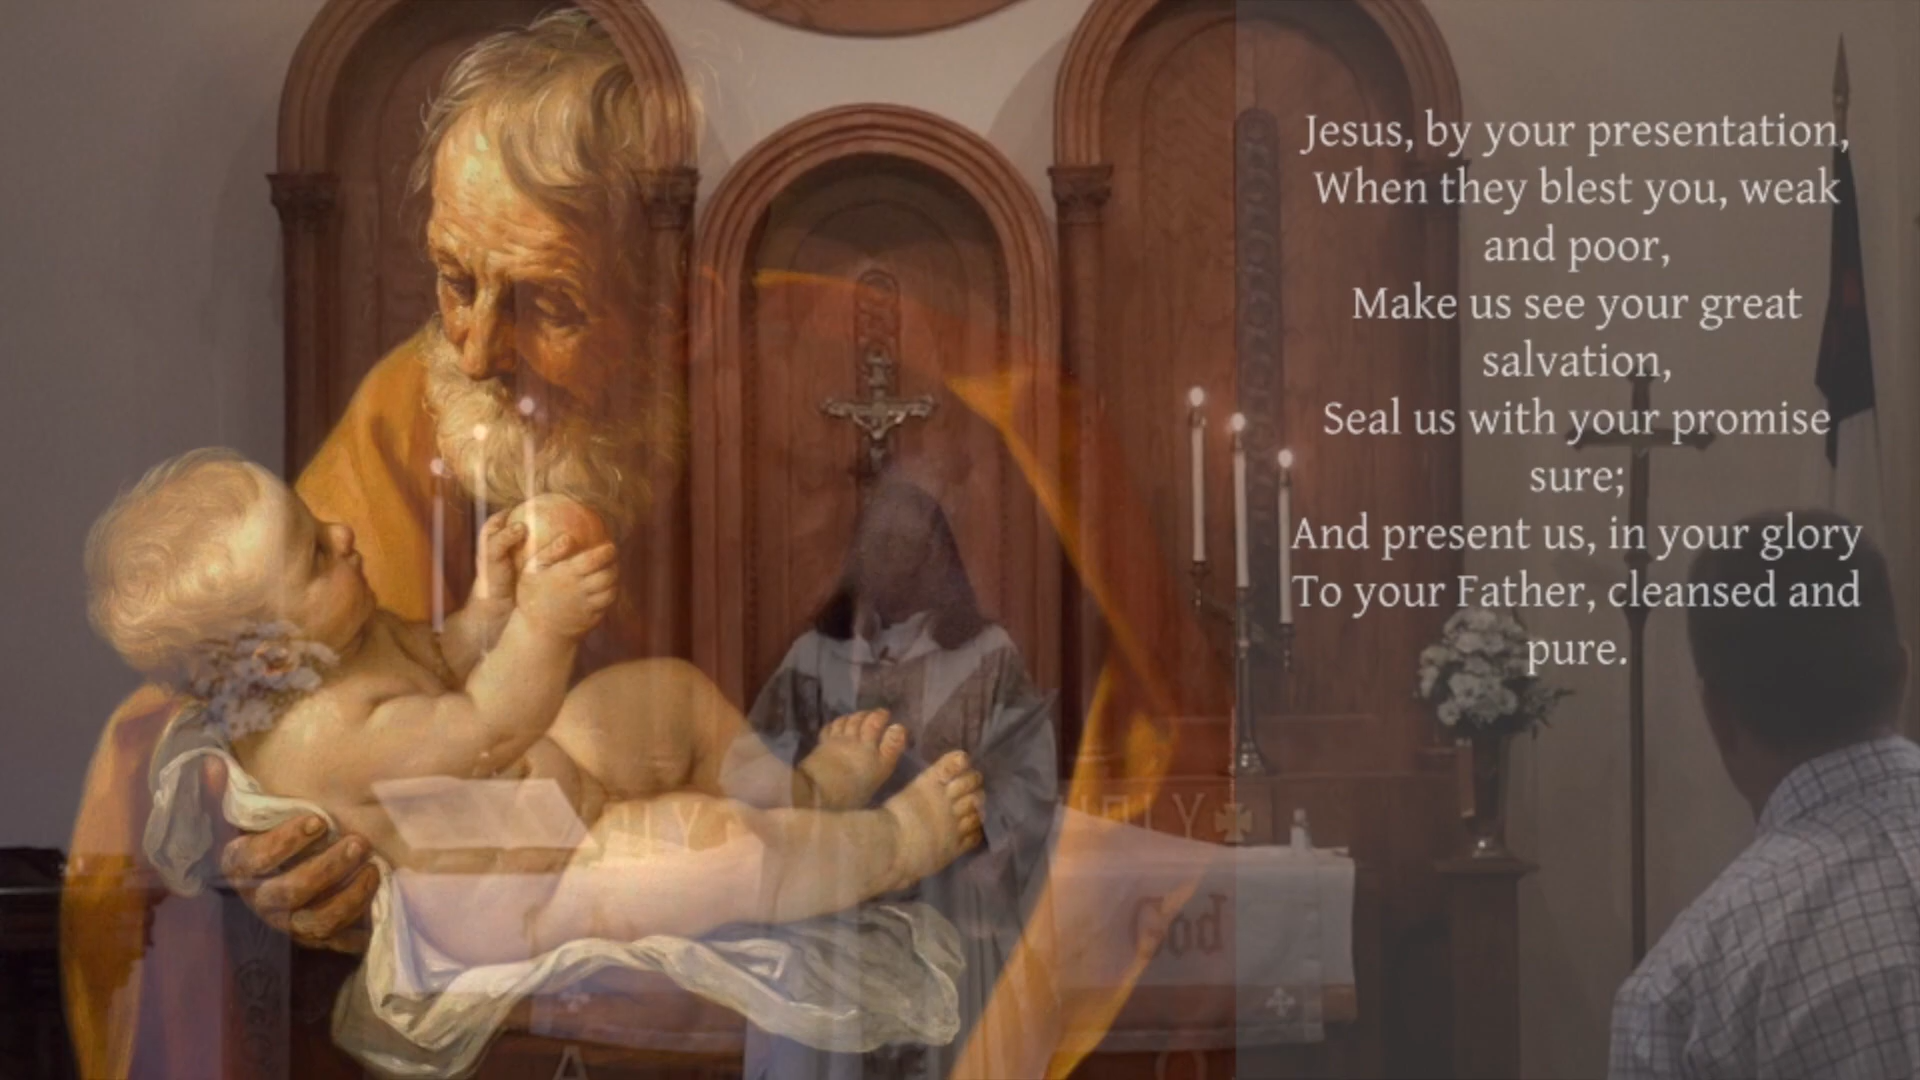 Jesus, by your presentation,
When they blest you, weak
and poor,
Make us see your great
salvation,
Seal us with your promise
sure;
And present us, in your glory
To your Father, cleansed and
pure.
HOLY
God